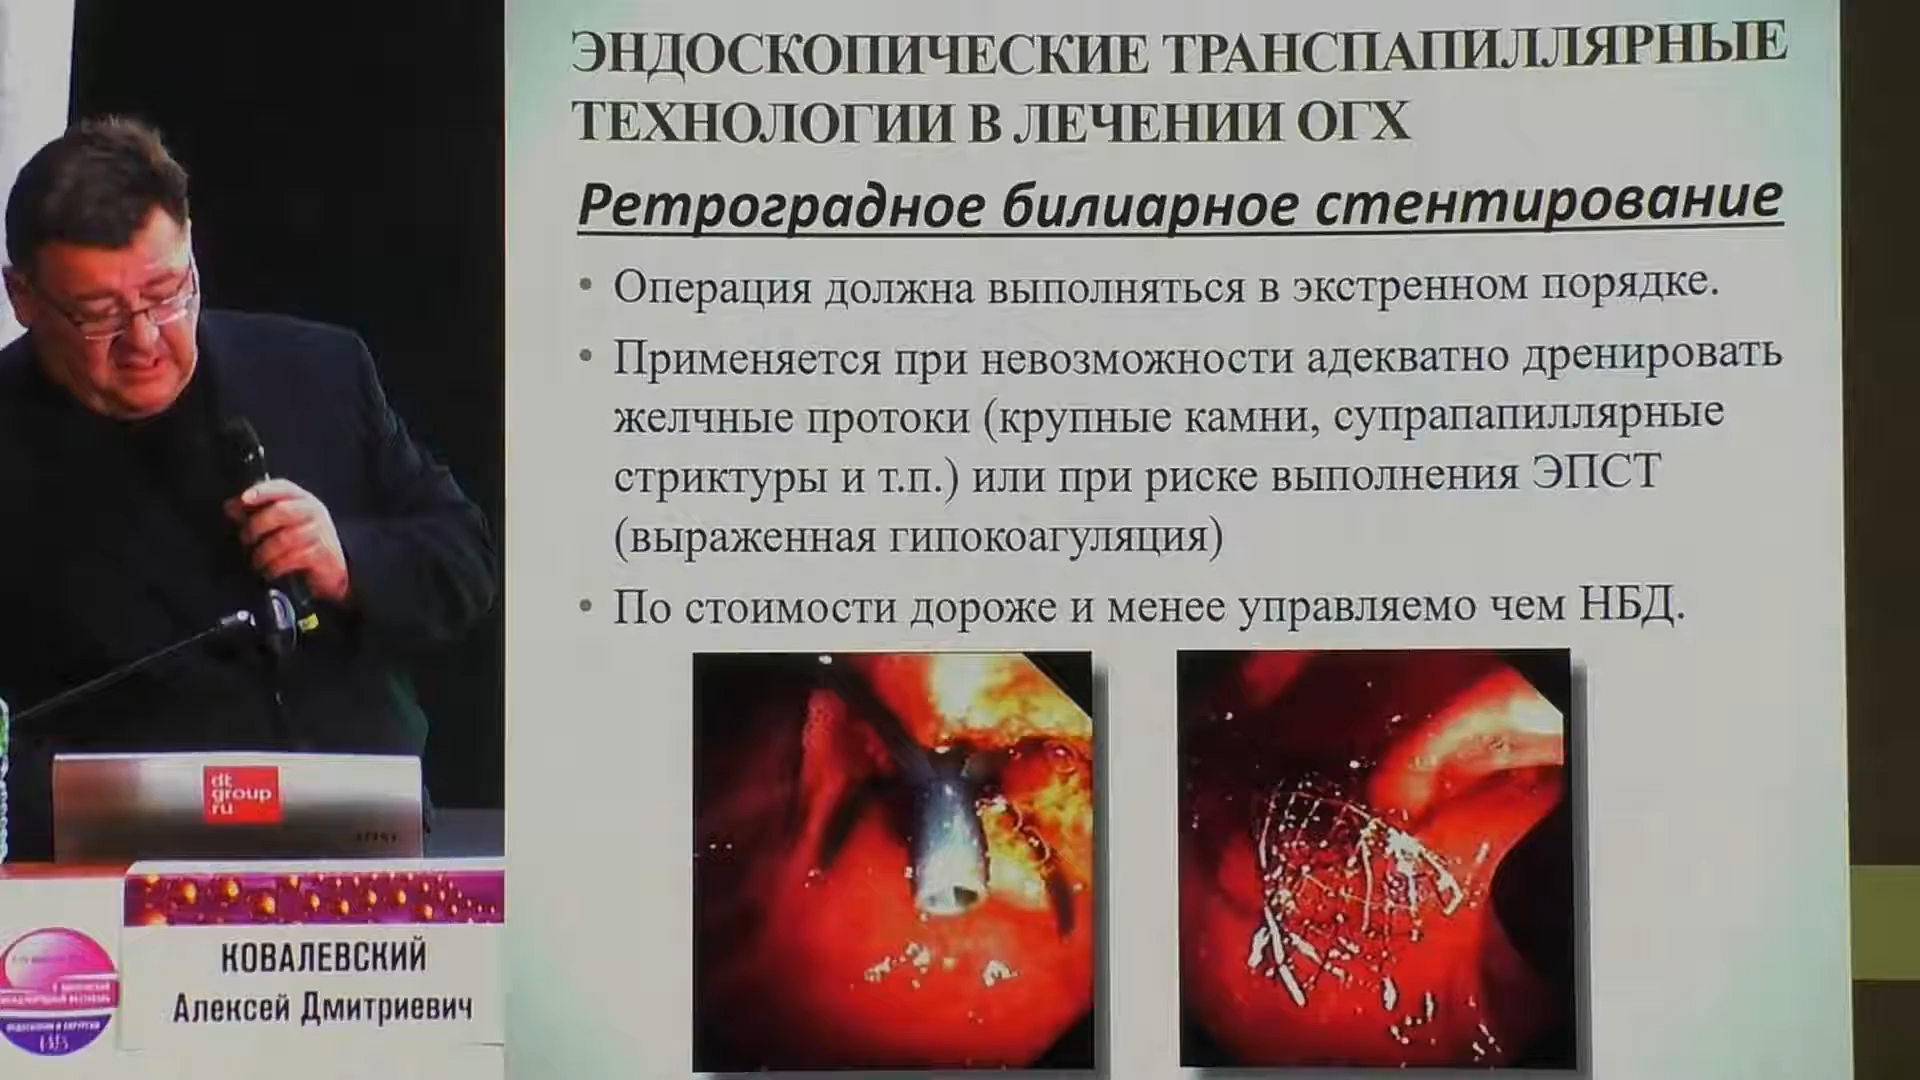 ЭНДОСКОПИЧЕСКИЕ ТРАНСПАПИЛЛЯРНЫЕ
ТЕХНОЛОГИИ В ЛЕЧЕНИИ ОГХ
Ретроградное билиарное стентирование
• Операция должна выполняться в экстренном порядке.
• Применяется при невозможности адекватно дренировать
желчные протоки (крупные камни, супрапапиллярные
стриктуры и т.п.) или при риске выполнения ЭПСТ
(выраженная гипокоагуляция)
• По стоимости дороже и менее управляемо чем НБД.
dt
group
ru
КОВАЛЕВСКИЙ
Алексей Дмитриевич